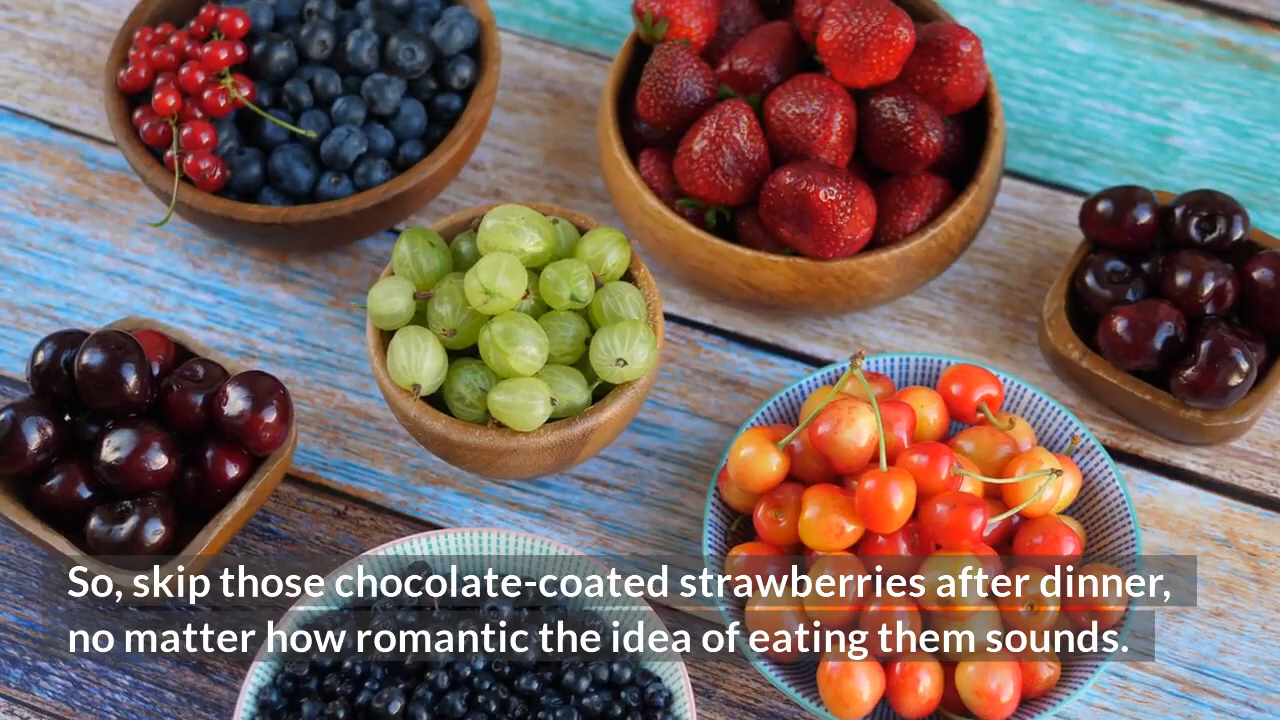 So, skip those chocolate-coated strawberries after dinner,
no matter how romantic the idea of eating them sounds.